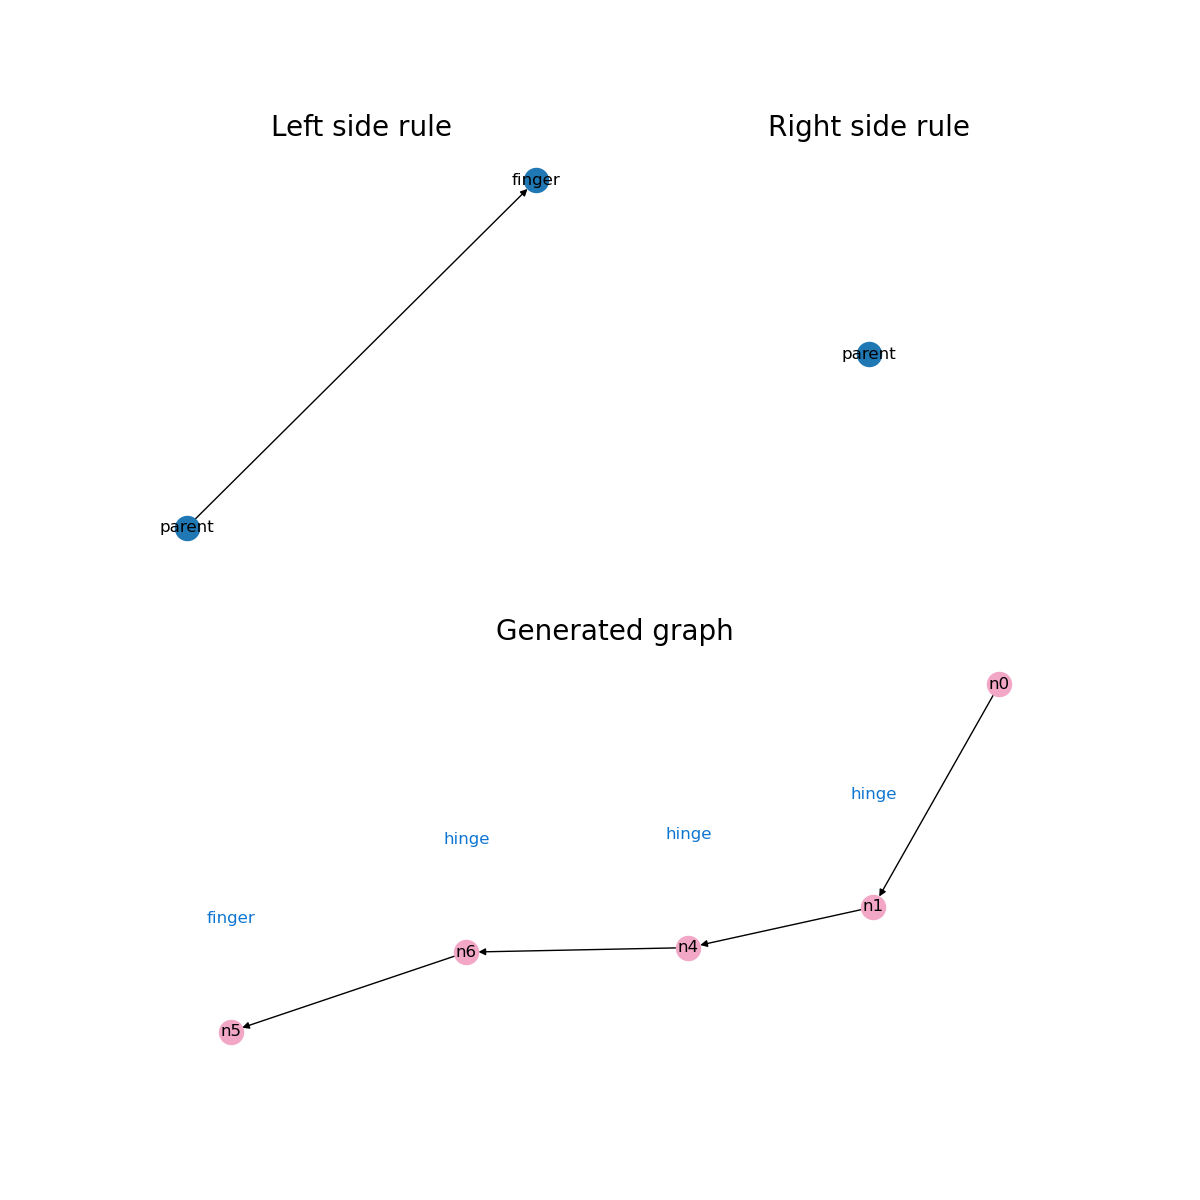 Left side rule
Right side rule
finger
parent
parent
Generated graph
n0
hinge
hinge
hinge
n1
finger
n4
n6
n5